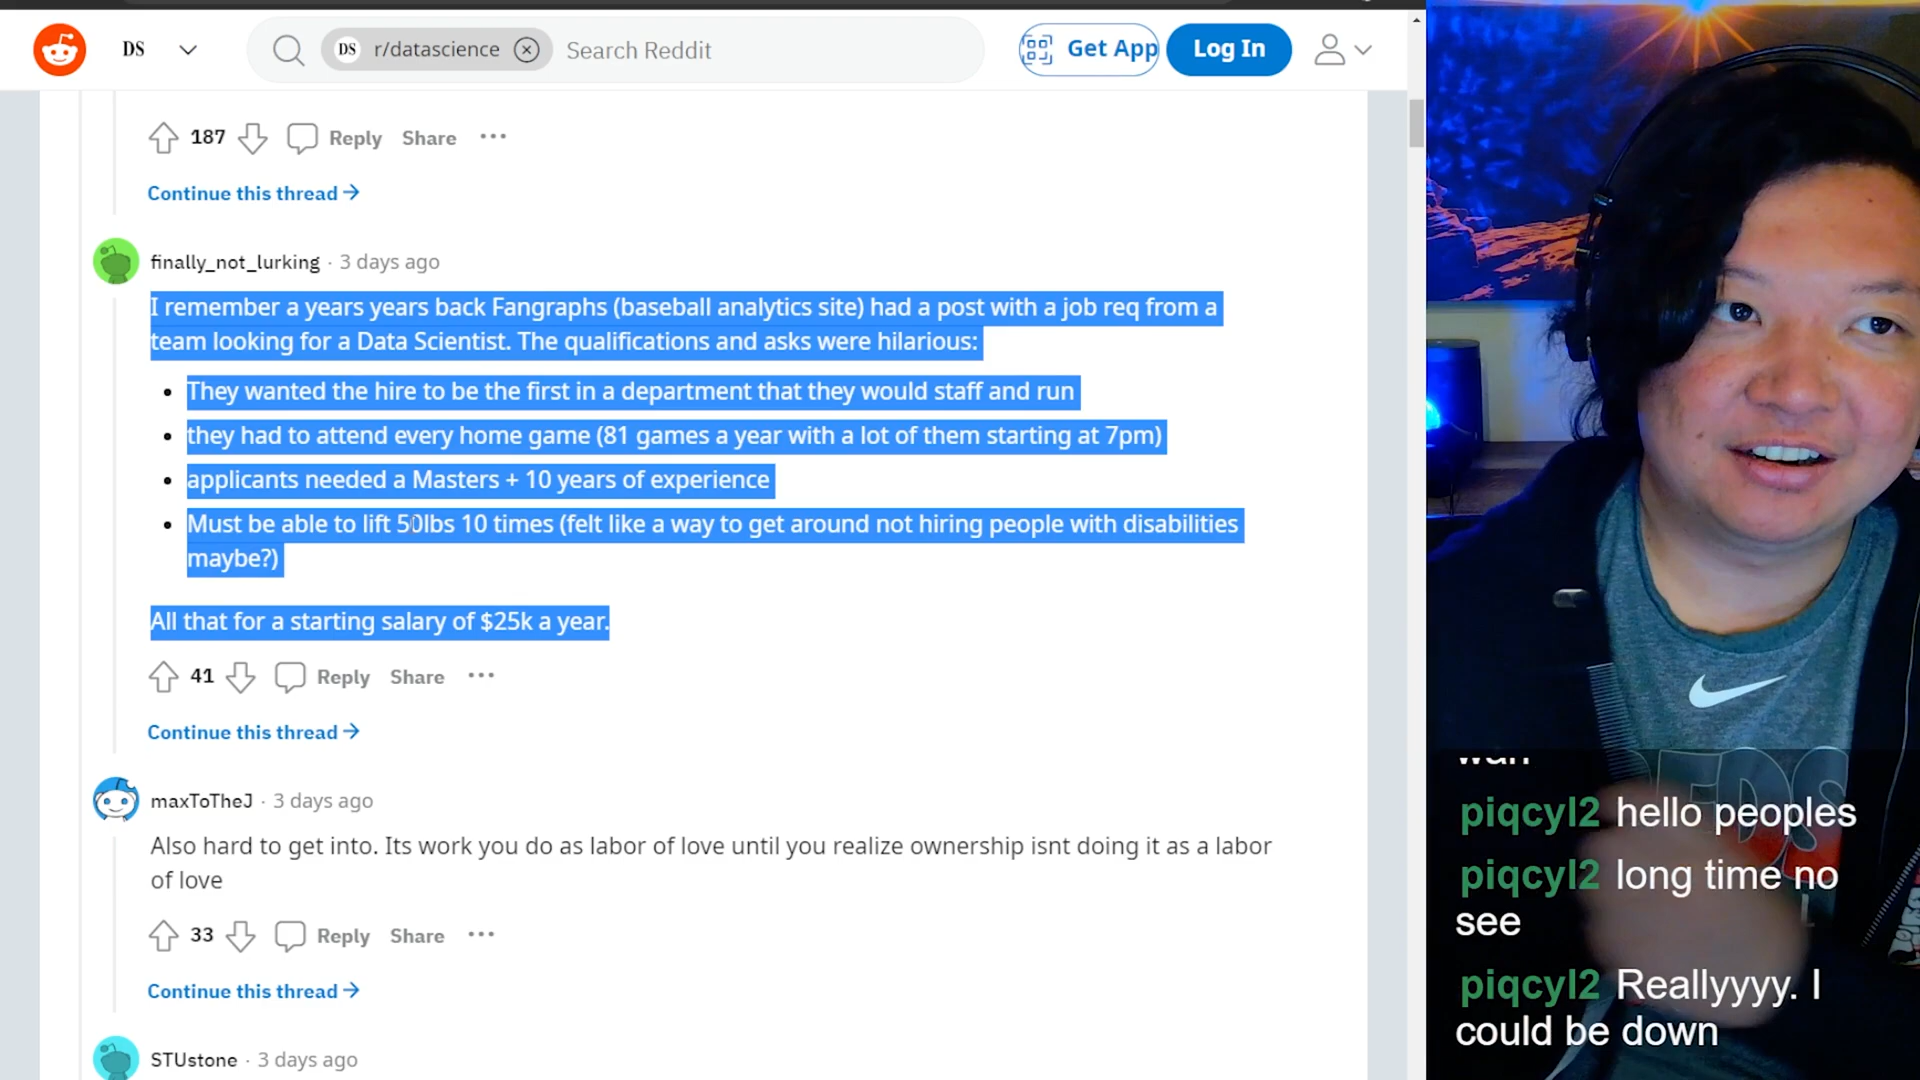 DS
DS r/datascience
Search Reddit
Get App
Log In
187
Reply
Share
Continue this thread
finally_not_lurking · 3 days ago
I remember a years years back Fangraphs (baseball analytics site) had a post with a job req from a
team looking for a Data Scientist. The qualifications and asks were hilarious:
• They wanted the hire to be the first in a department that they would staff and run
• they had to attend every home game (81 games a year with a lot of them starting at 7pm)
• applicants needed a Masters + 10 years of experience
• Must be able to lift 50lbs 10 times (felt like a way to get around not hiring people with disabilities
maybe?)
All that for a starting salary of $25k a year.
41
Reply
Share
Continue this thread
maxToTheJ · 3 days ago
Also hard to get into. Its work you do as labor of love until you realize ownership isnt doing it as a labor
of love
33
Reply
Share
Continue this thread
STUstone · 3 days ago
piqcyl2 hello peoples
piqcyl2 long time no
see
piqcyl2 Reallyyyy. I
could be down